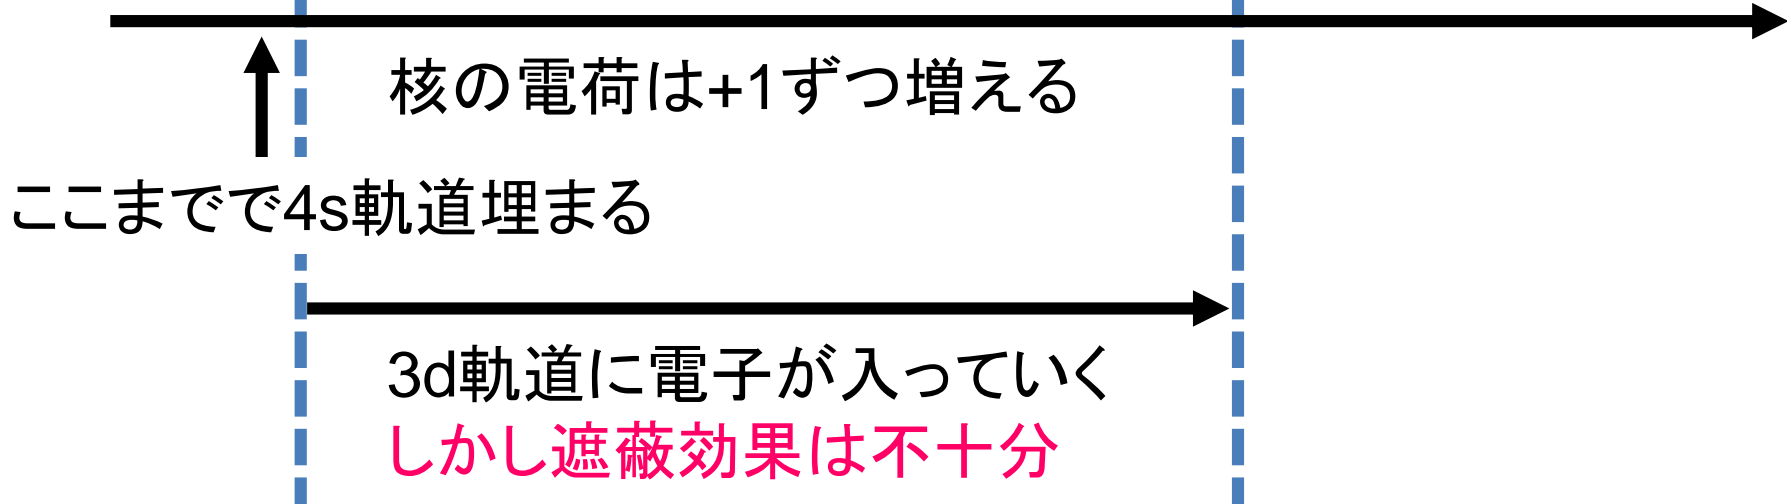 核の電荷は+1ずつ増える
ここまでで4s軌道埋まる
3d軌道に電子が入っていく
しかし遮蔽効果は不十分